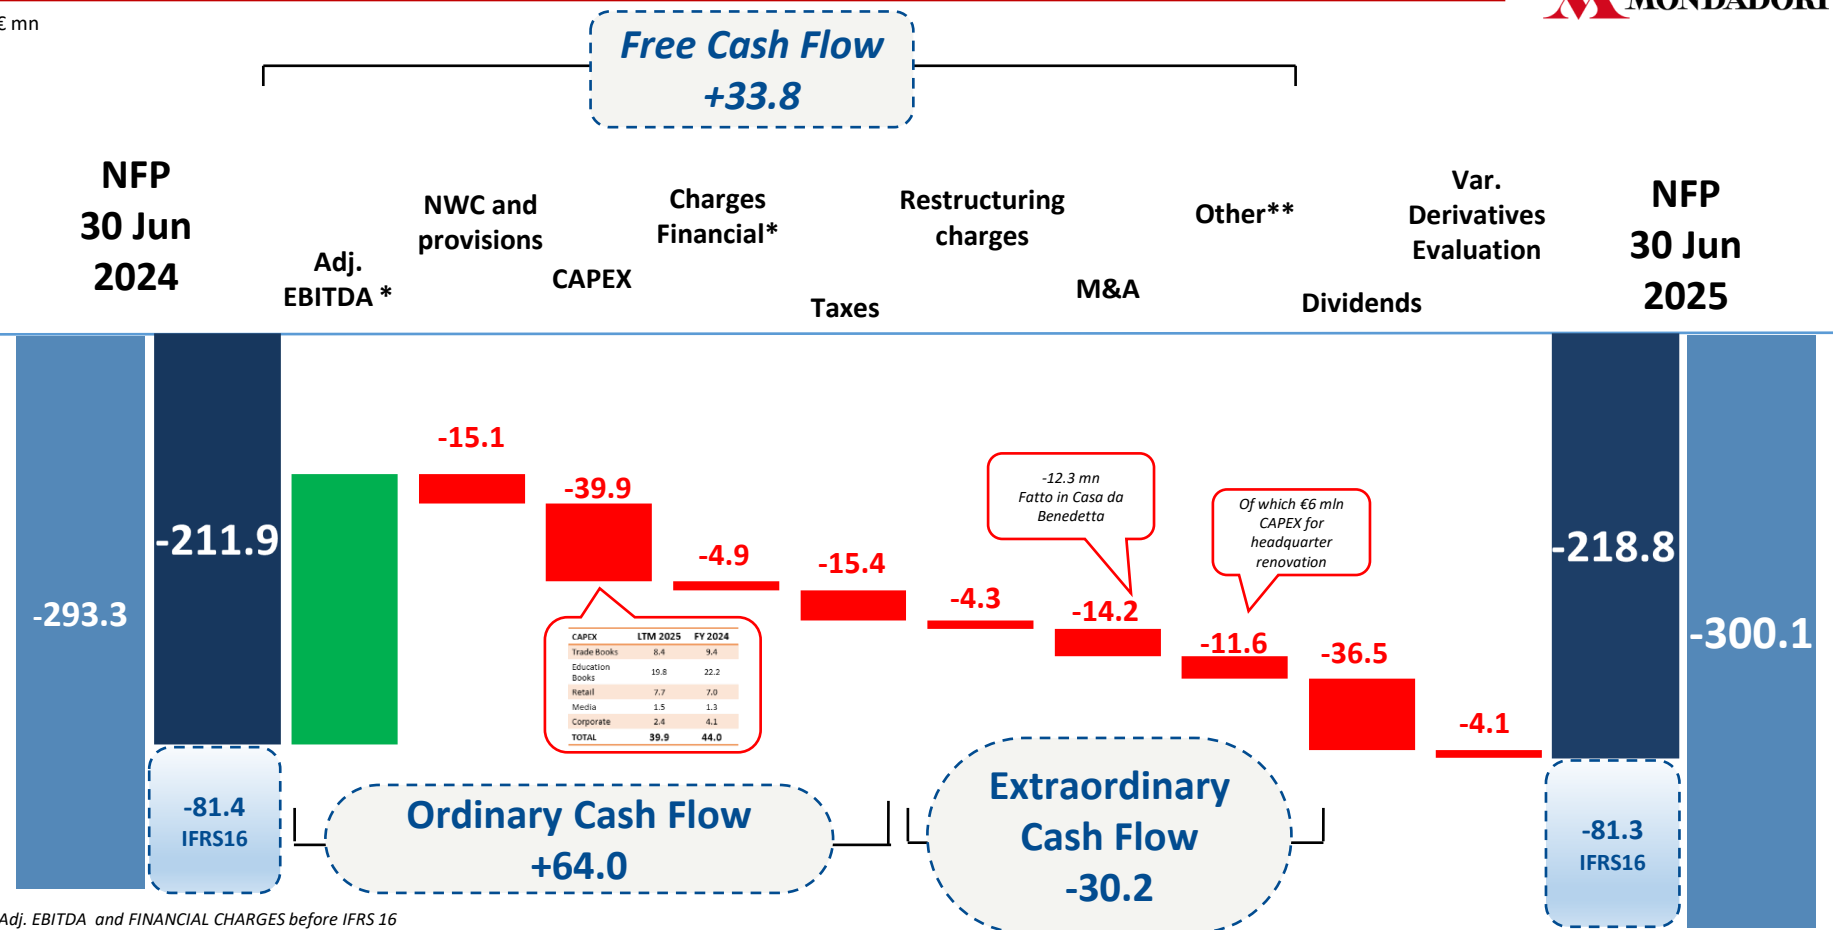 € mn
MONDADORI
Free Cash Flow
+33.8
NFP
30 Jun
2024
Adj.
EBITDA *
NWC and
provisions
CAPEX
Charges
Financial*
Taxes
Restructuring
charges
M&A
Other**
Dividends
Var.
Derivatives
Evaluation
NFP
30 Jun
2025
-293.3
-211.9
-81.4
IFRS16
-15.1
-39.9
-4.9
-15.4
-4.3
-14.2
-11.6
-36.5
-4.1
-12.3 mn
Fatto in Casa da
Benedetta
Of which €6 mln
CAPEX for
headquarter
renovation
-218.8
-300.1
-81.3
IFRS16
CAPEX LTM 2025 FY 2024
Trade Books 8.4 9.4
Education
Books 19.8 22.2
Retail 7.7 7.0
Media 1.5 1.3
Corporate 2.4 4.1
TOTAL 39.9 44.0
Ordinary Cash Flow
+64.0
Extraordinary
Cash Flow
-30.2
Adj. EBITDA and FINANCIAL CHARGES before IFRS 16